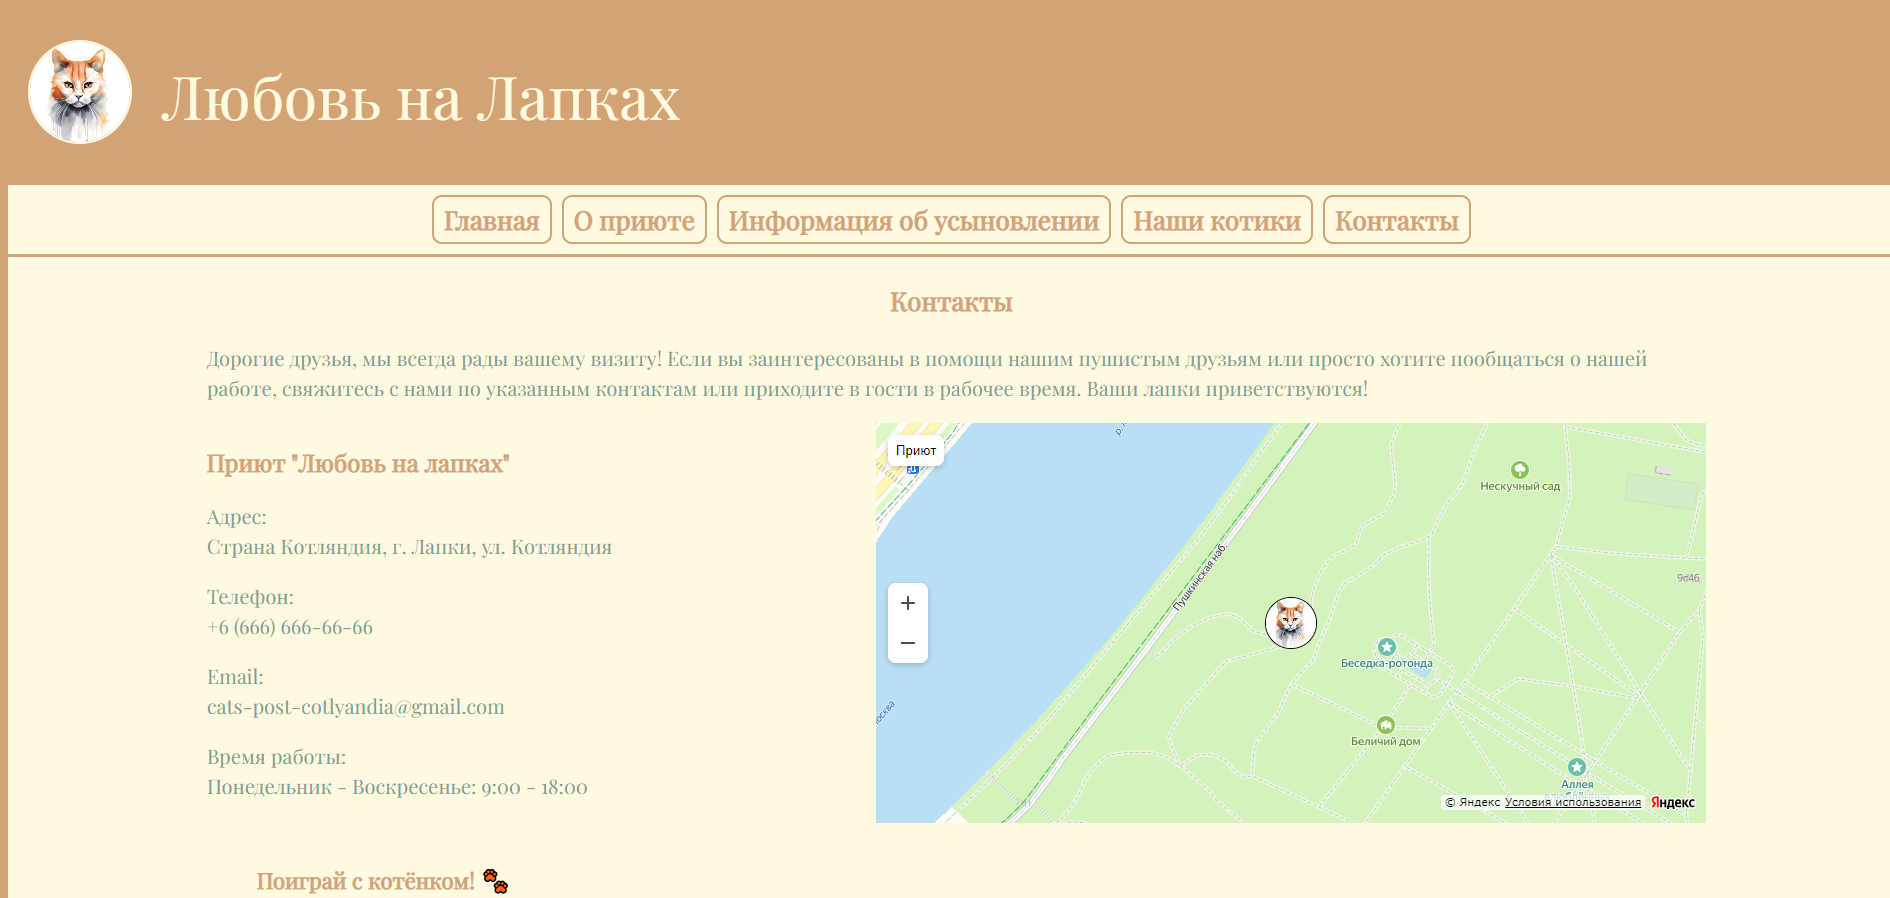 Любовь на Лапках
Главная
О приюте
Информация об усыновлении
Наши котики
Контакты
Контакты
Дорогие друзья, мы всегда рады вашему визиту! Если вы заинтересованы в помощи нашим пушистым друзьям или просто хотите пообщаться о нашей
работе, свяжитесь с нами по указанным контактам или приходите в гости в рабочее время. Ваши лапки приветствуются!
Приют "Любовь на лапках"
Адрес:
Страна Котляндия, г. Лапки, ул. Котляндия
Телефон:
+6 (666) 666-66-66
Email:
cats-post-cotlyandia@gmail.com
Время работы:
Понедельник - Воскресенье: 9:00 - 18:00
Приют
Нескучный сад
Пушкинская наб.
Беседка-ротонда
Беличий дом
Аллея
© Яндекс Условия использования
Яндекс
Поиграй с котёнком!